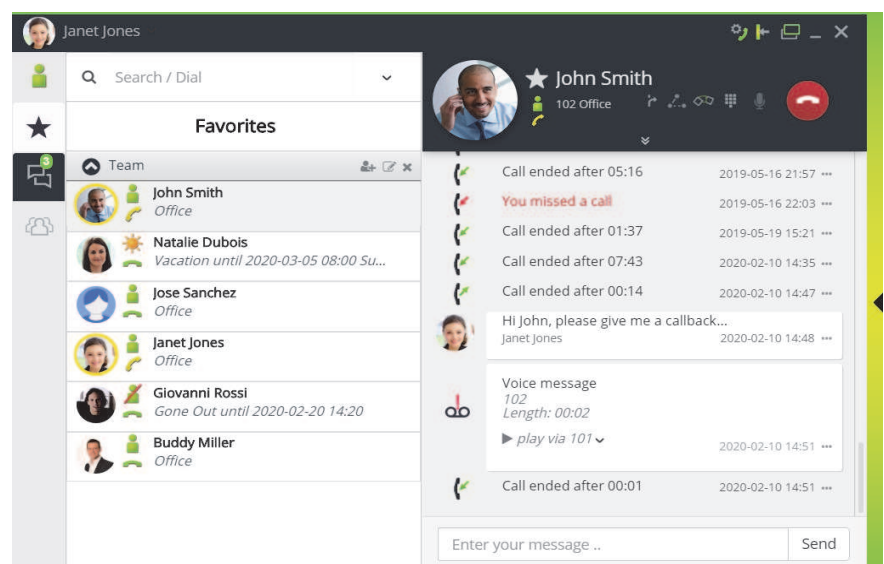 Janet Jones
Search / Dial
Favorites
Team
John Smith
Office
Natalie Dubois
Vacation until 2020-03-05 08:00 Su...
Jose Sanchez
Office
Janet Jones
Office
Giovanni Rossi
Gone Out until 2020-02-20 14:20
Buddy Miller
Office
3
John Smith
102 Office
Call ended after 05:16 2019-05-16 21:57
You missed a call 2019-05-16 22:03
Call ended after 01:37 2019-05-19 15:21
Call ended after 07:43 2020-02-10 14:35
Call ended after 00:14 2020-02-10 14:47
Hi John, please give me a callback...
Janet Jones 2020-02-10 14:48
Voice message
102
Length: 00:02
play via 101
2020-02-10 14:51
Call ended after 00:01 2020-02-10 14:51
Enter your message .. Send